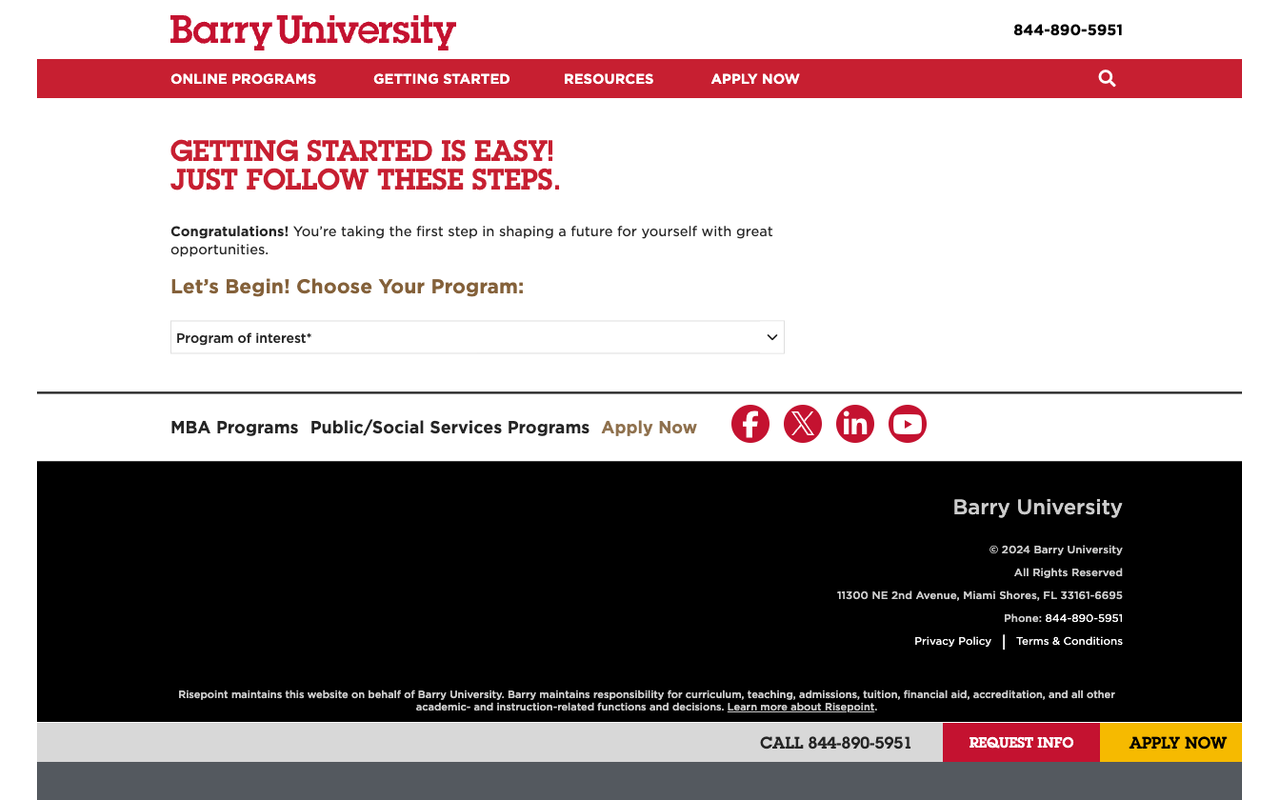 Barry University
844-890-5951
ONLINE PROGRAMS GETTING STARTED RESOURCES APPLY NOW
GETTING STARTED IS EASY!
JUST FOLLOW THESE STEPS.
Congratulations! You're taking the first step in shaping a future for yourself with great
opportunities.
Let's Begin! Choose Your Program:
Program of interest*
MBA Programs Public/Social Services Programs Apply Now
Barry University
© 2024 Barry University
All Rights Reserved
11300 NE 2nd Avenue, Miami Shores, FL 33161-6695
Phone: 844-890-5951
Privacy Policy | Terms & Conditions
Risepoint maintains this website on behalf of Barry University. Barry maintains responsibility for curriculum, teaching, admissions, tuition, financial aid, accreditation, and all other
academic- and instruction-related functions and decisions. Learn more about Risepoint.
CALL 844-890-5951 REQUEST INFO APPLY NOW